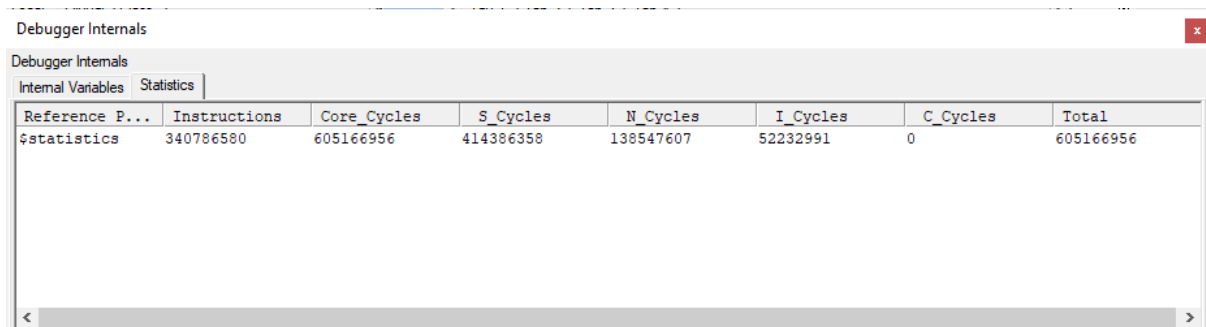 Debugger Internals
x
Debugger Internals
Internal Variables Statistics
Reference P... Instructions Core_Cycles S_Cycles N_Cycles I_Cycles C_Cycles Total
$statistics 340786580 605166956 414386358 138547607 52232991 0 605166956